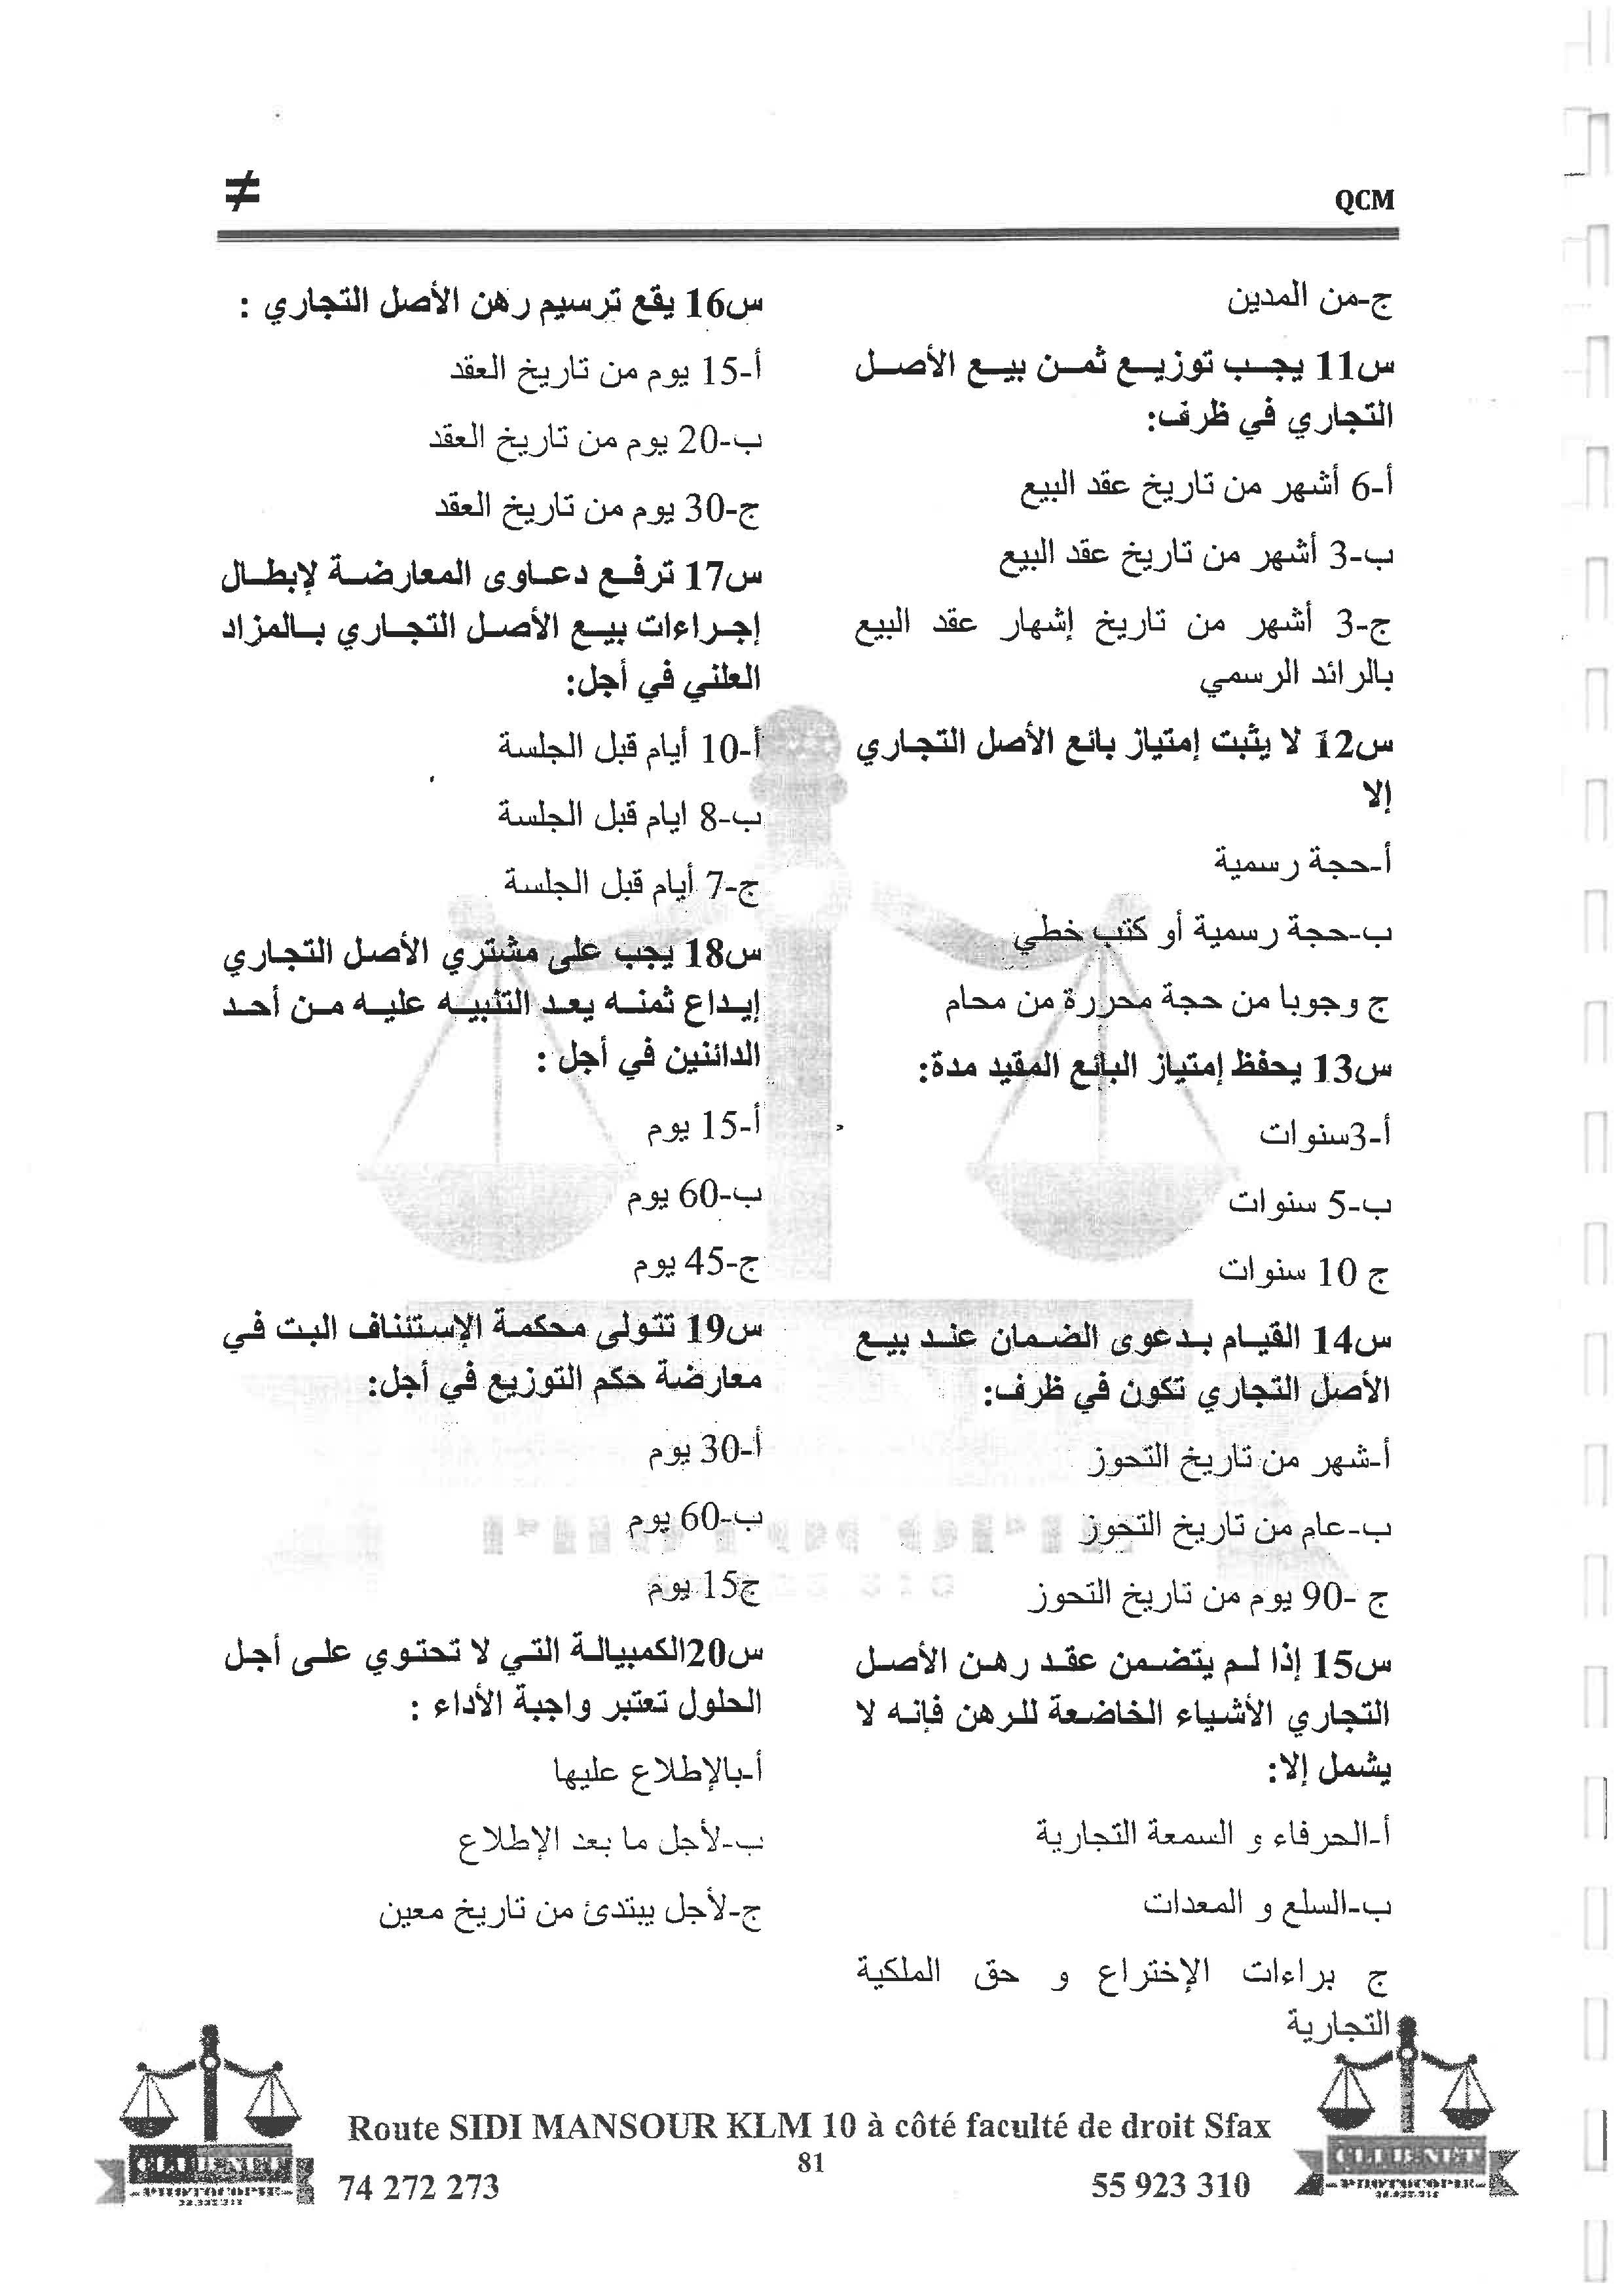 QCM
≠
ج-من المدين
س11 يجب توزيع ثمن بيع الأصل
التجاري في ظرف:
أ-6 أشهر من تاريخ عقد البيع
ب-3 أشهر من تاريخ عقد البيع
ج-3 أشهر من تاريخ إشهار عقد البيع
بالرائد الرسمي
س12 لا يثبت إمتياز بائع الأصل التجاري
إلا
أ-حجة رسمية
ب-حجة رسمية أو كتب خطي
ج وجوبا من حجة محررة من محام
س13 يحفظ إمتياز البائع المقيد مدة:
أ-3سنوات
ب-5 سنوات
ج 10 سنوات
س14 القيام بدعوى الضمان عند بيع
الأصل التجاري تكون في ظرف:
أ-شهر من تاريخ التحوز
ب-عام من تاريخ التحوز
ج -90 يوم من تاريخ التحوز
س15 إذا لم يتضمن عقد رهن الأصل
التجاري الأشياء الخاضعة للرهن فإنه لا
يشمل إلا:
أ-الحرفاء و السمعة التجارية
ب-السلع و المعدات
ج براءات الإختراع و حق الملكية
التجارية
س16 يقع ترسيم رهن الأصل التجاري :
أ-15 يوم من تاريخ العقد
ب-20 يوم من تاريخ العقد
ج-30 يوم من تاريخ العقد
س17 ترفع دعاوى المعارضة لإبطال
إجراءات بيع الأصل التجاري بالمزاد
العلني في أجل:
أ-10 أيام قبل الجلسة
ب-8 ايام قبل الجلسة
ج-7 أيام قبل الجلسة
س18 يجب على مشتري الأصل التجاري
إيداع ثمنه يعد التنبيه عليه من أحد
الدائنين في أجل :
أ-15 يوم
ب-60 يوم
ج-45 يوم
س19 تتولى محكمة الإستئناف البت في
معارضة حكم التوزيع في أجل:
أ-30 يوم
ب-60 يوم
ج15 يوم
س20الكمبيالة التي لا تحتوي على أجل
الحلول تعتبر واجبة الأداء :
أ-بالإطلاع عليها
ب-لأجل ما بعد الإطلاع
ج-لأجل يبتدئ من تاريخ معين
Route SIDI MANSOUR KLM 10 à côté faculté de droit Sfax
81
74 272 273
55 923 310
CLUB NET
PHOTOCOPIE
CLUB NET
PHOTOCOPIE